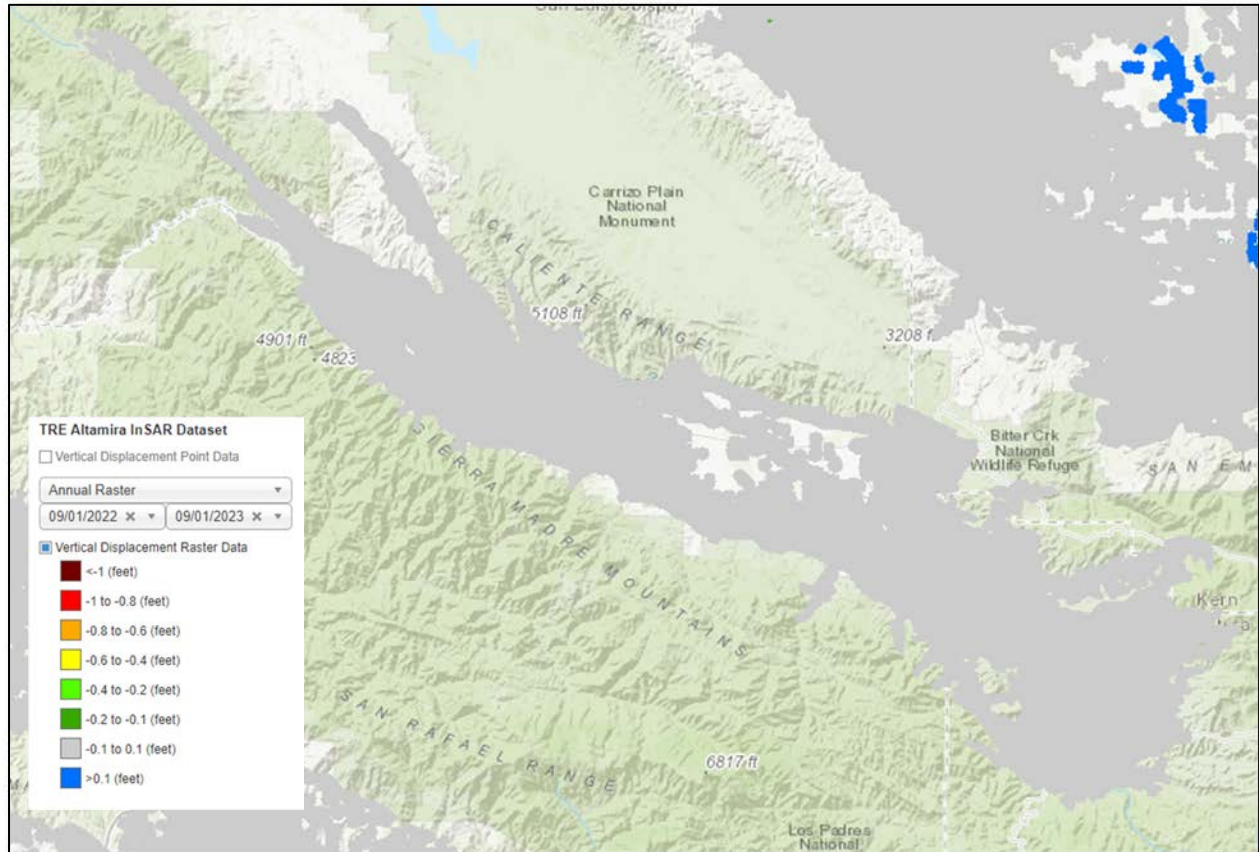 San Luis Obispo
Carrizo Plain
National
Monument
CALIENTE RANGE
5108 ft
3208 f.
4901 ft
4823
Bitter Crk
National
Wildlife Refuge
SAN EM
SIERRA MADRE MOUNTAINS
Kern
SAN RAFAEL RANGE
6817 ft
Los Padres
National
TRE Altamira InSAR Dataset
Vertical Displacement Point Data
Annual Raster
09/01/2022 09/01/2023
Vertical Displacement Raster Data
<-1 (feet)
-1 to -0.8 (feet)
-0.8 to -0.6 (feet)
-0.6 to -0.4 (feet)
-0.4 to -0.2 (feet)
-0.2 to -0.1 (feet)
-0.1 to 0.1 (feet)
>0.1 (feet)